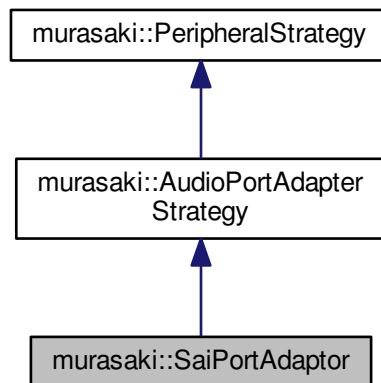 murasaki::PeripheralStrategy
murasaki::AudioPortAdapter
Strategy
murasaki::SaiPortAdaptor